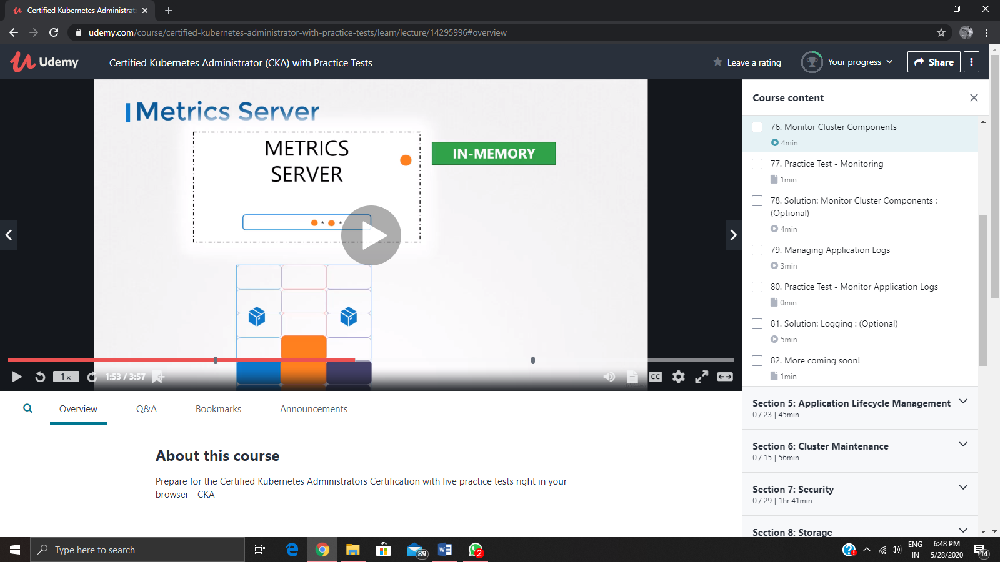 Certified Kubernetes Administrat
udemy.com/course/certified-kubernetes-administrator-with-practice-tests/learn/lecture/14295996#overview
Udemy
Certified Kubernetes Administrator (CKA) with Practice Tests
Leave a rating
Your progress
Share
Metrics Server
METRICS
SERVER
IN-MEMORY
1x
1:53 / 3:57
CC
Course content
76. Monitor Cluster Components
4min
77. Practice Test - Monitoring
1min
78. Solution: Monitor Cluster Components :
(Optional)
4min
79. Managing Application Logs
3min
80. Practice Test - Monitor Application Logs
0min
81. Solution: Logging : (Optional)
5min
82. More coming soon!
1min
Section 5: Application Lifecycle Management
0 / 23 | 45min
Section 6: Cluster Maintenance
0 / 15 | 56min
Section 7: Security
0 / 29 | 1hr 41min
Section 8: Storage
Overview
Q&A
Bookmarks
Announcements
About this course
Prepare for the Certified Kubernetes Administrators Certification with live practice tests right in your
browser - CKA
Type here to search
89
2
ENG
IN
6:48 PM
5/28/2020
14